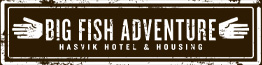 BIG FISH ADVENTURE
HASVIK HOTEL & HOUSING